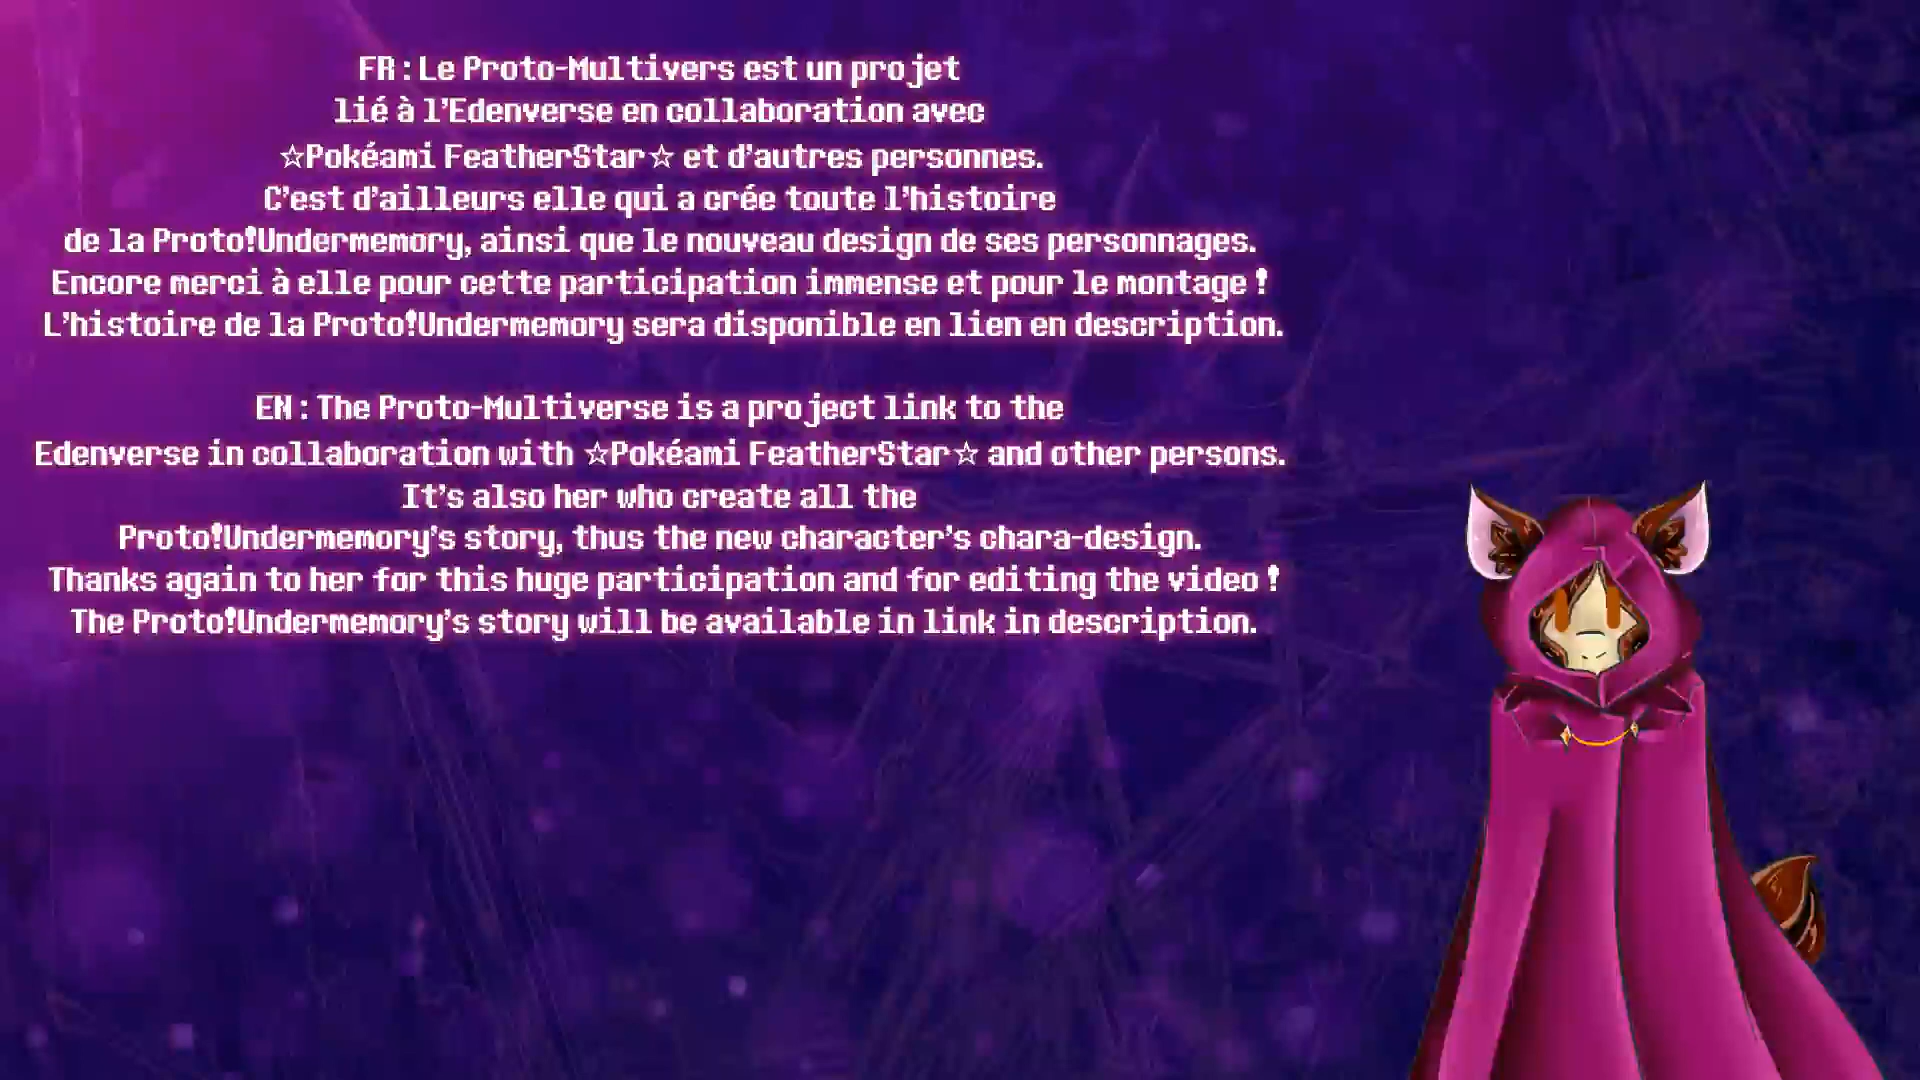 FR : Le Proto-Multivers est un projet
lié à l'Edenverse en collaboration avec
☆Pokéami FeatherStar☆ et d'autres personnes.
C'est d'ailleurs elle qui a crée toute l'histoire
de la Proto!Undermemory, ainsi que le nouveau design de ses personnages.
Encore merci à elle pour cette participation immense et pour le montage !
L'histoire de la Proto!Undermemory sera disponible en lien en description.
EN : The Proto-Multiverse is a project link to the
Edenverse in collaboration with ☆Pokéami FeatherStar☆ and other persons.
It's also her who create all the
Proto!Undermemory's story, thus the new character's chara-design.
Thanks again to her for this huge participation and for editing the video !
The Proto!Undermemory's story will be available in link in description.